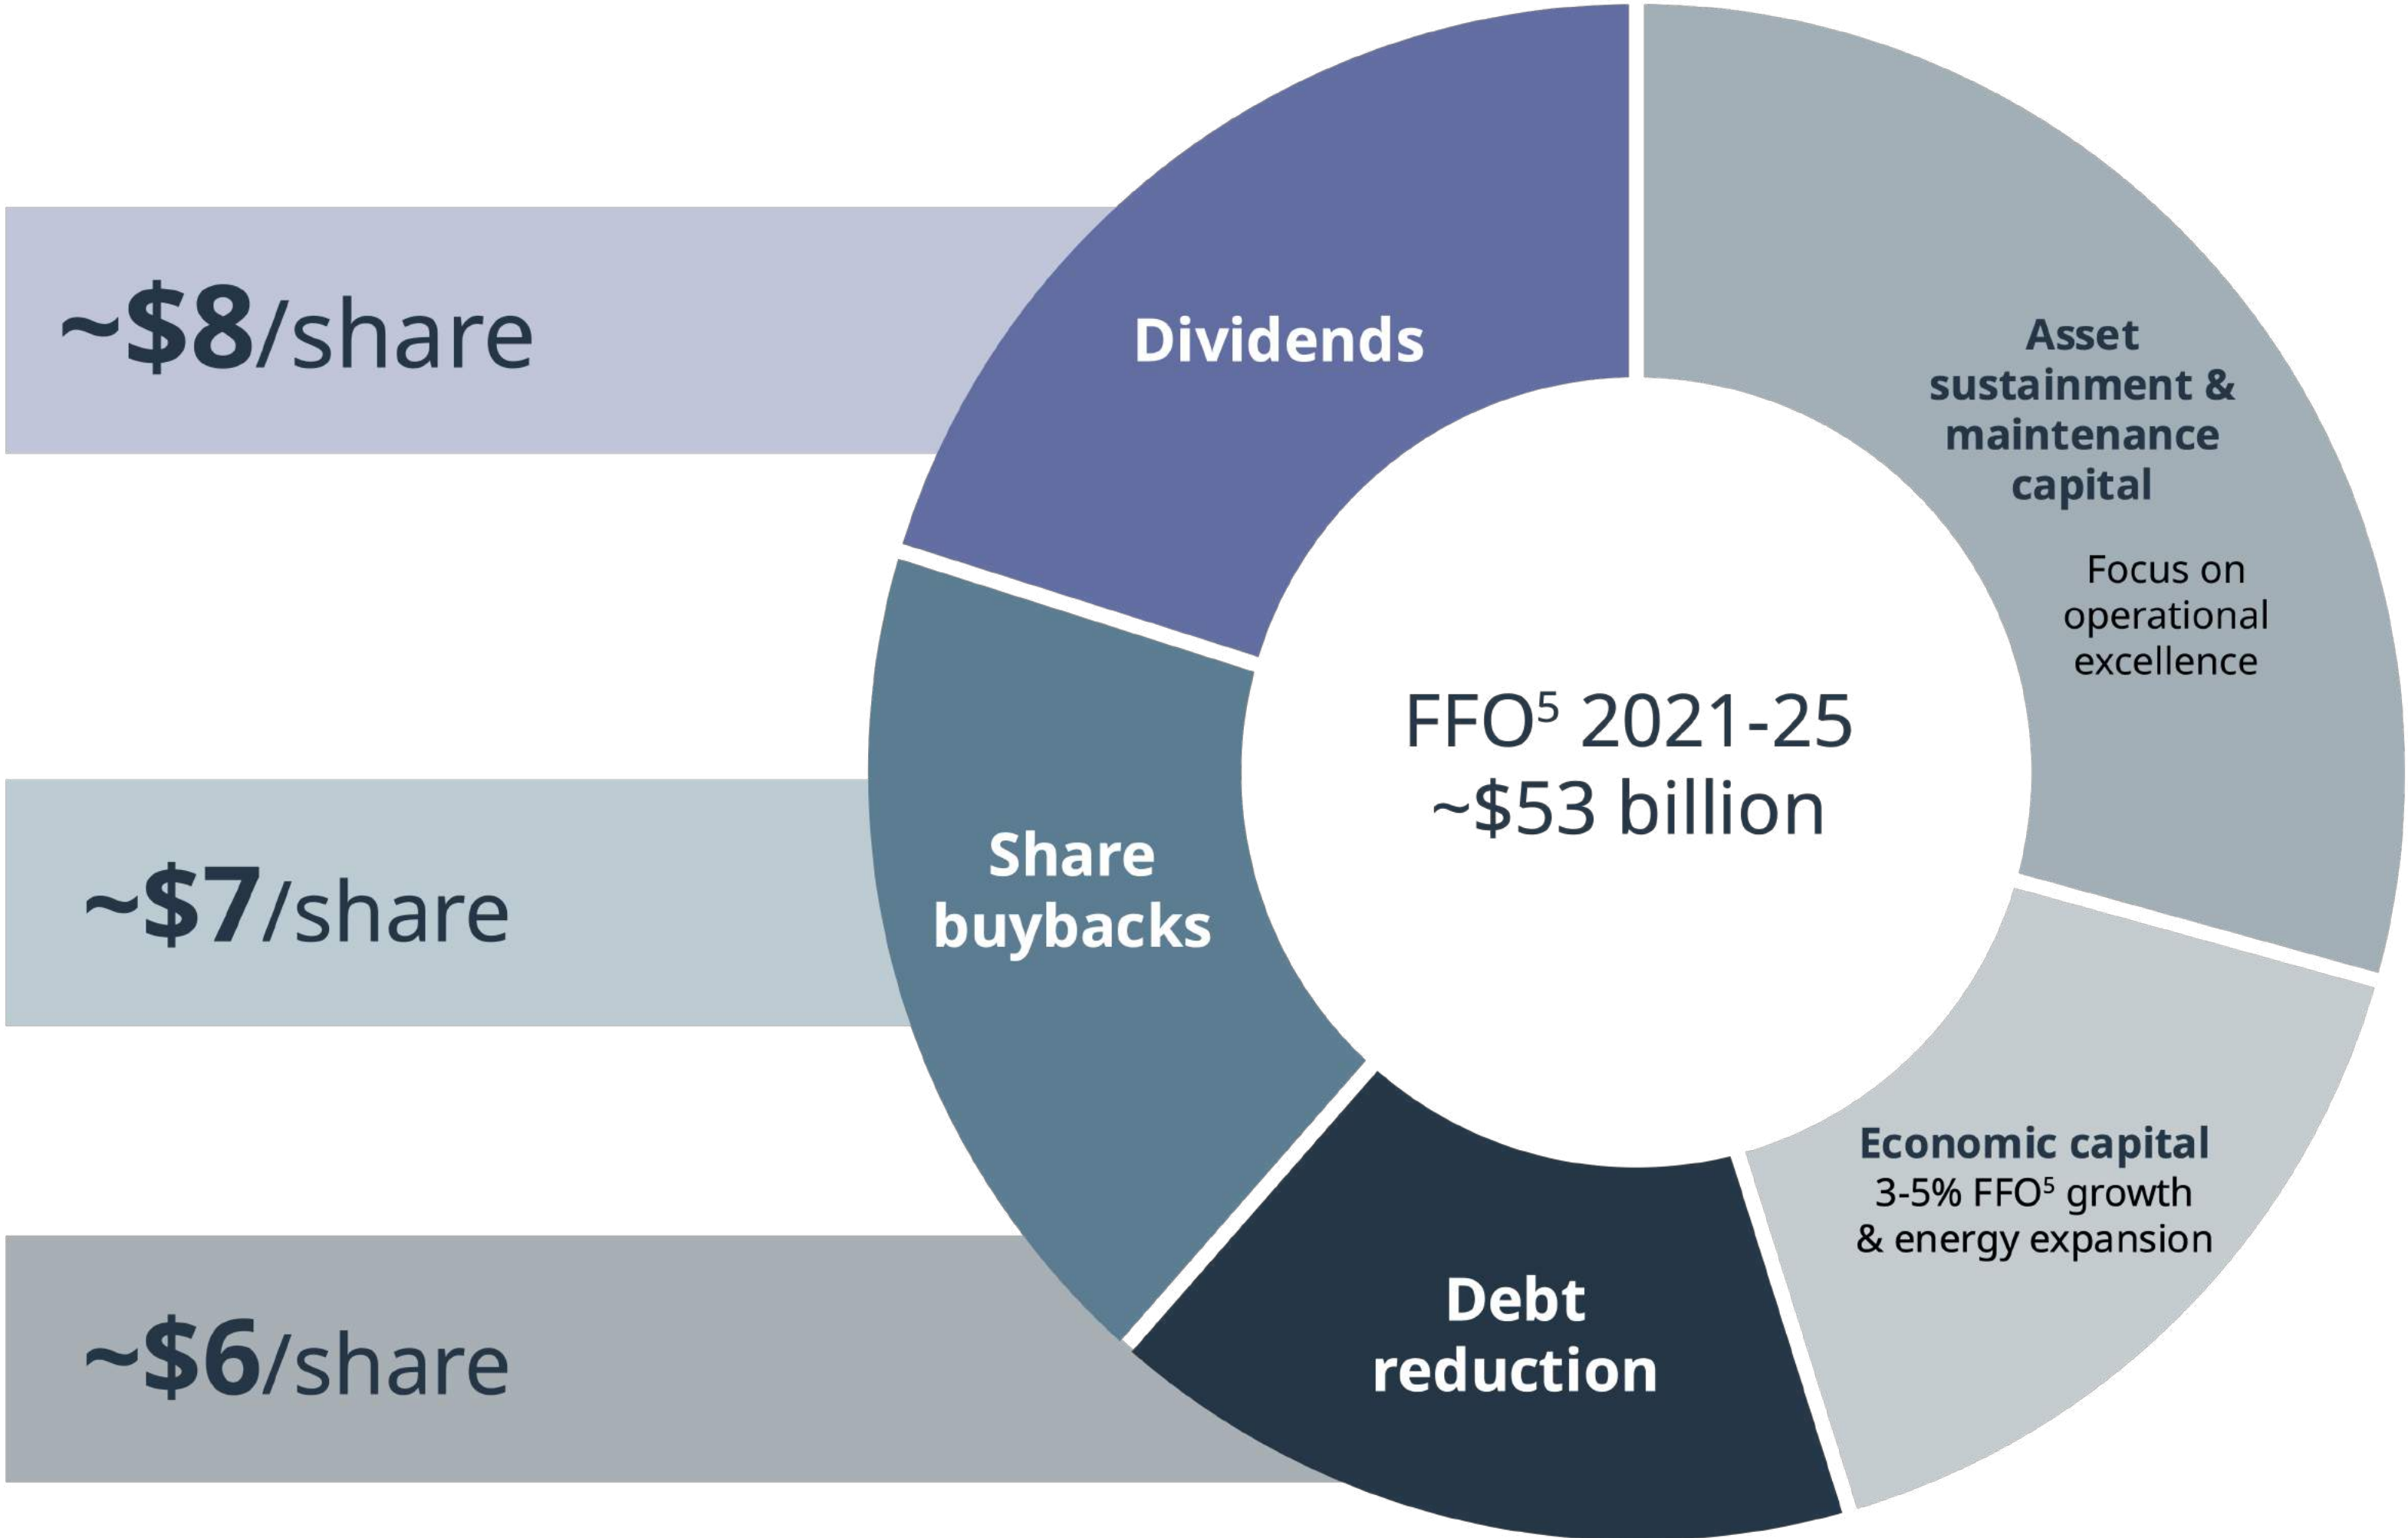 ~$8/share
Dividends
~$7/share
Share
buybacks
~$6/share
Debt
reduction
FFO⁵ 2021-25
~$53 billion
Asset
sustainment &
maintenance
capital
Focus on
operational
excellence
Economic capital
3-5% FFO⁵ growth
& energy expansion